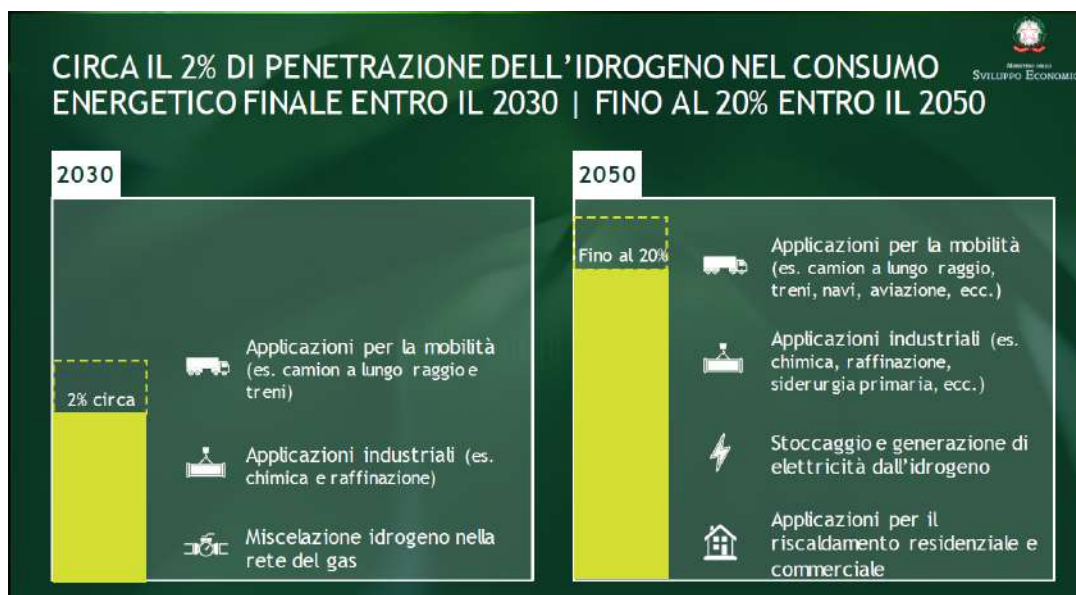 CIRCA IL 2% DI PENETRAZIONE DELL'IDROGENO NEL CONSUMO
ENERGETICO FINALE ENTRO IL 2030 | FINO AL 20% ENTRO IL 2050
MINISTERO DELLO
SVILUPPO ECONOMIC
2030
2% circa
Applicazioni per la mobilità
(es. camion a lungo raggio e
treni)
Applicazioni industriali (es.
chimica e raffinazione)
Miscelazione idrogeno nella
rete del gas
2050
Fino al 20%
Applicazioni per la mobilità
(es. camion a lungo raggio,
treni, navi, aviazione, ecc.)
Applicazioni industriali (es.
chimica, raffinazione,
siderurgia primaria, ecc.)
Stoccaggio e generazione di
elettricità dall'idrogeno
Applicazioni per il
riscaldamento residenziale e
commerciale